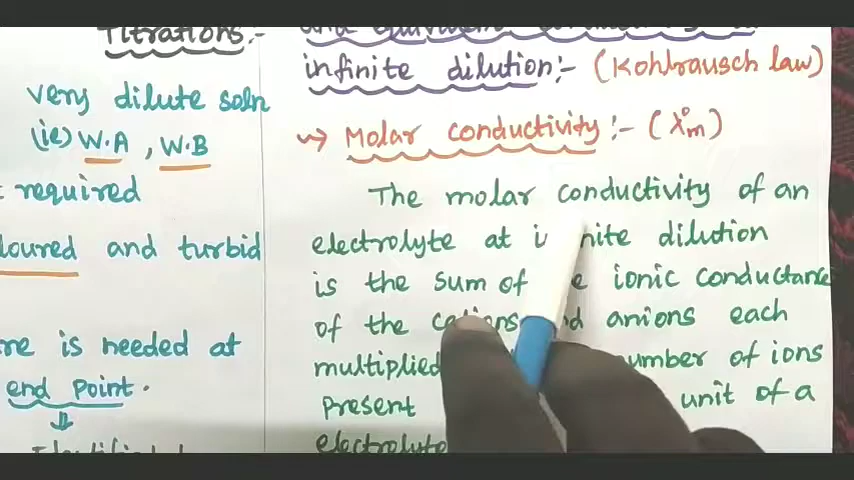 Titrations:-
very dilute soln
(ie) W.A , W.B
required
loured and turbid
is needed at
end point.
infinite dilution:- (Kohlrausch law)
Molar conductivity :- (λ°m)
The molar conductivity of an
electrolyte at nite dilution
is the sum of ionic conductance
of the and anions each
multiplied umber of ions
present unit of a
electrolyte